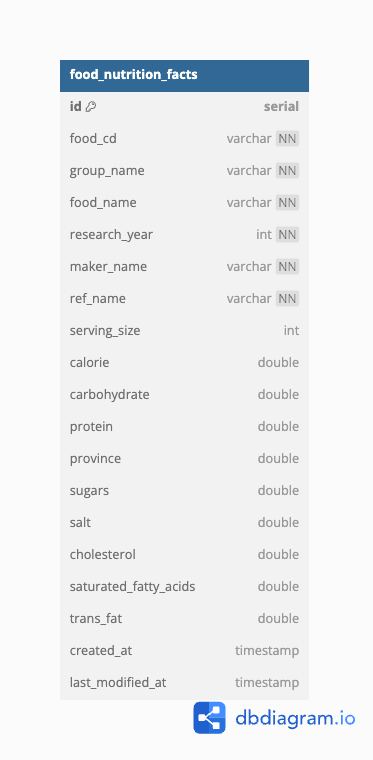 food_nutrition_facts
id serial
food_cd varchar NN
group_name varchar NN
food_name varchar NN
research_year int NN
maker_name varchar NN
ref_name varchar NN
serving_size int
calorie double
carbohydrate double
protein double
province double
sugars double
salt double
cholesterol double
saturated_fatty_acids double
trans_fat double
created_at timestamp
last_modified_at timestamp
dbdiagram.io